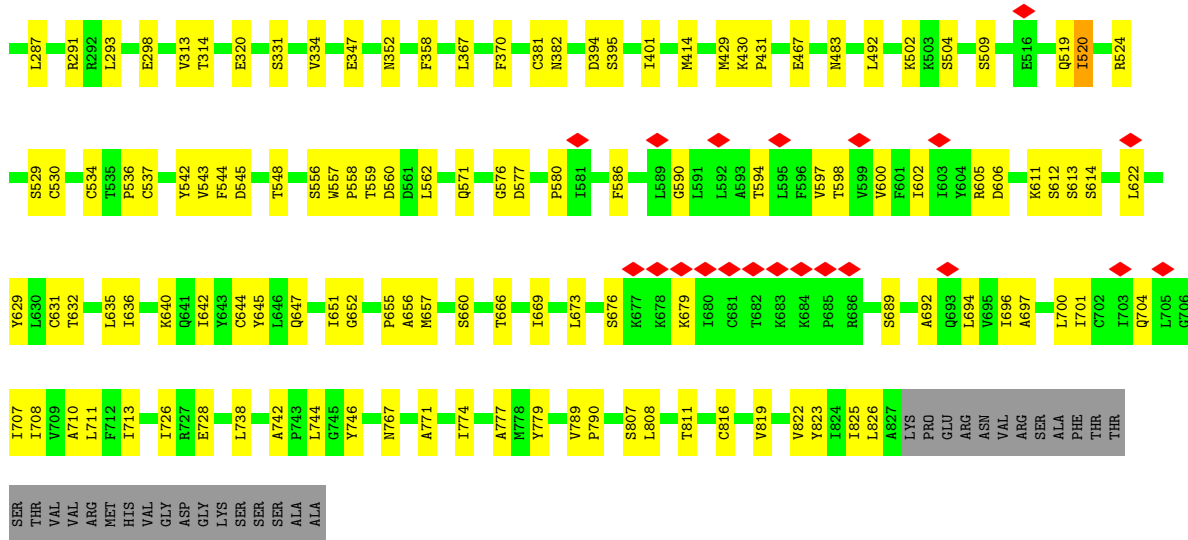 L287 R291 R292 L293 E298 V313 T314 E320 S331 V334 E347 N352 F358 L367 F370 C381 N382 D394 S395 I401 M414 M429 K430 P431 E467 N483 L492 K502 K503 S504 S509 E516 Q519 I520 R524
S529 C530 C534 T535 P536 C537 Y542 V543 F544 D545 T548 S556 W557 P558 T559 D560 D561 L562 Q571 G576 D577 P580 I581 F586 L589 G590 L591 L592 A593 T594 L595 F596 V597 T598 V599 V600 F601 I602 I603 Y604 R605 D606 K611 S612 S613 S614 L622
Y629 L630 C631 T632 L635 I636 K640 Q641 I642 Y643 C644 Y645 L646 Q647 I651 G652 P655 A656 M657 S660 T666 I669 L673 S676 K677 K678 K679 I680 C681 T682 K683 K684 P685 R686 S689 A692 Q693 L694 V695 I696 A697 L700 I701 C702 I703 Q704 L705 G706
I707 I708 V709 A710 L711 F712 I713 I726 R727 E728 L738 A742 P743 L744 G745 Y746 N767 A771 I774 A777 M778 Y779 V789 P790 S807 L808 T811 C816 V819 V822 Y823 I824 I825 L826 A827 LYS PRO GLU ARG ASN VAL ARG SER ALA PHE THR THR
SER THR VAL VAL ARG MET HIS VAL GLY ASP GLY LYS SER SER SER ALA ALA